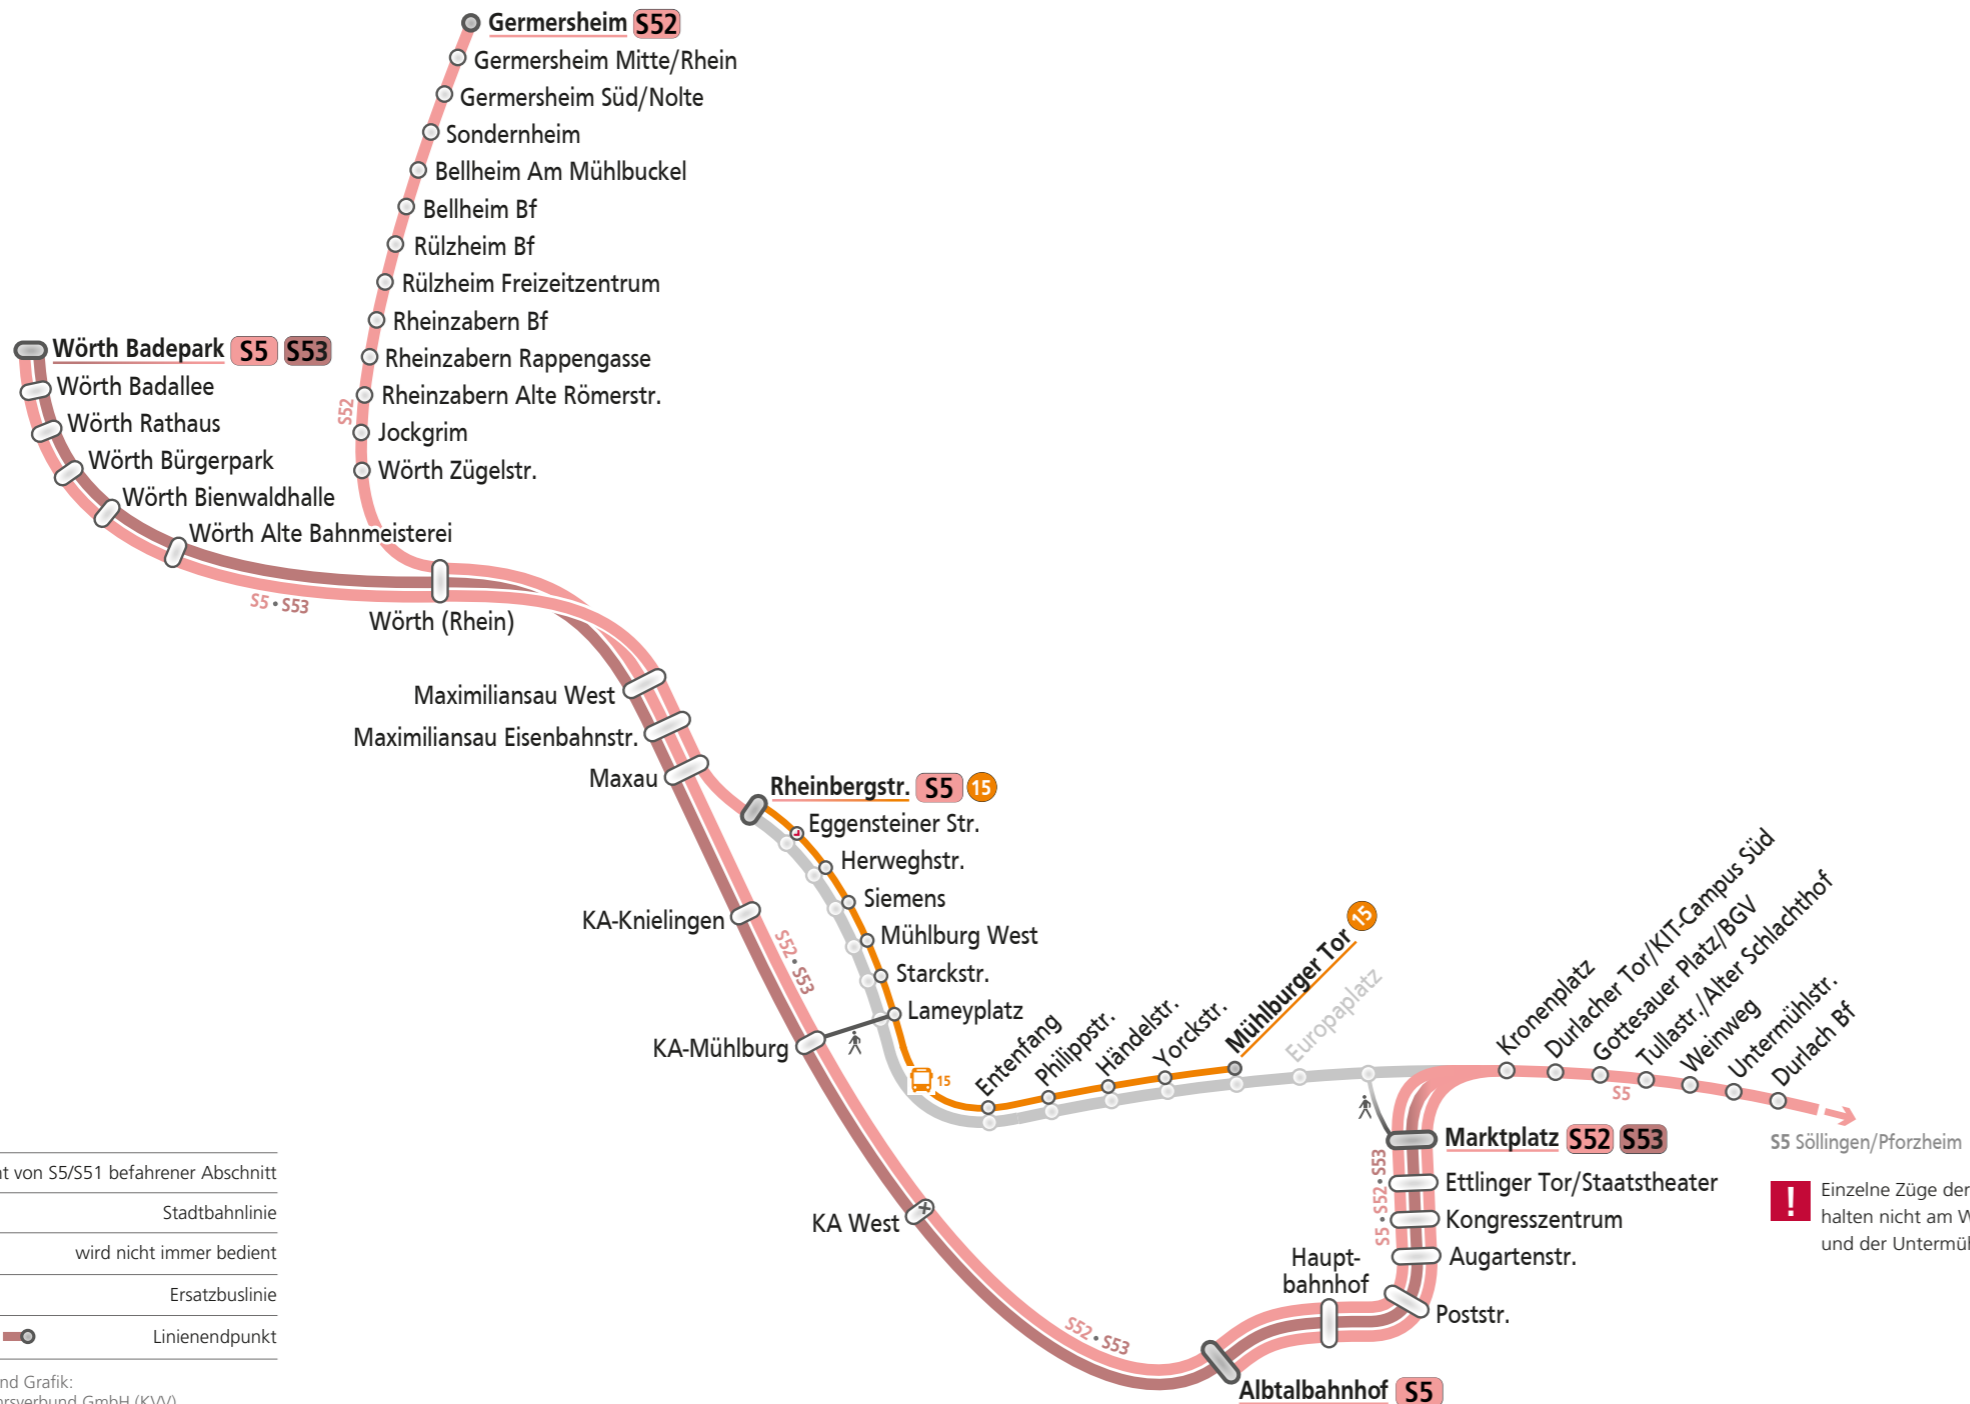 Germersheim S52
Germersheim Mitte/Rhein
Germersheim Süd/Nolte
Sondernheim
Bellheim Am Mühlbuckel
Bellheim Bf
Rülzheim Bf
Rülzheim Freizeitzentrum
Rheinzabern Bf
Rheinzabern Rappengasse
Rheinzabern Alte Römerstr.
S52
Jockgrim
Wörth Zügelstr.
Wörth Badepark S5 S53
Wörth Badallee
Wörth Rathaus
Wörth Bürgerpark
Wörth Bienwaldhalle
Wörth Alte Bahnmeisterei
S5 • S53
Wörth (Rhein)
Maximiliansau West
Maximiliansau Eisenbahnstr.
Maxau
Rheinbergstr. S5 15
Eggensteiner Str.
Herweghstr.
Siemens
Mühlburg West
Starckstr.
Lameyplatz
KA-Knielingen
S52 • S53
KA-Mühlburg
15
Entenfang
Philippstr.
Händelstr.
Yorckstr.
Mühlburger Tor 15
Europaplatz
Kronenplatz
Durlacher Tor/KIT-Campus Süd
Gottesauer Platz/BGV
Tullastr./Alter Schlachthof
Weinweg
Untermühlstr.
Durlach Bf
S5
S5 Söllingen/Pforzheim
Marktplatz S52 S53
Ettlinger Tor/Staatstheater
Kongresszentrum
Augartenstr.
S5 • S52 • S53
Poststr.
Haupt-
bahnhof
KA West
S52 • S53
Albtalbahnhof S5
! Einzelne Züge der
halten nicht am
und der
von S5/S51 befahrener Abschnitt
Stadtbahnlinie
wird nicht immer bedient
Ersatzbuslinie
Linienendpunkt
Grafik:
GmbH (KVV)